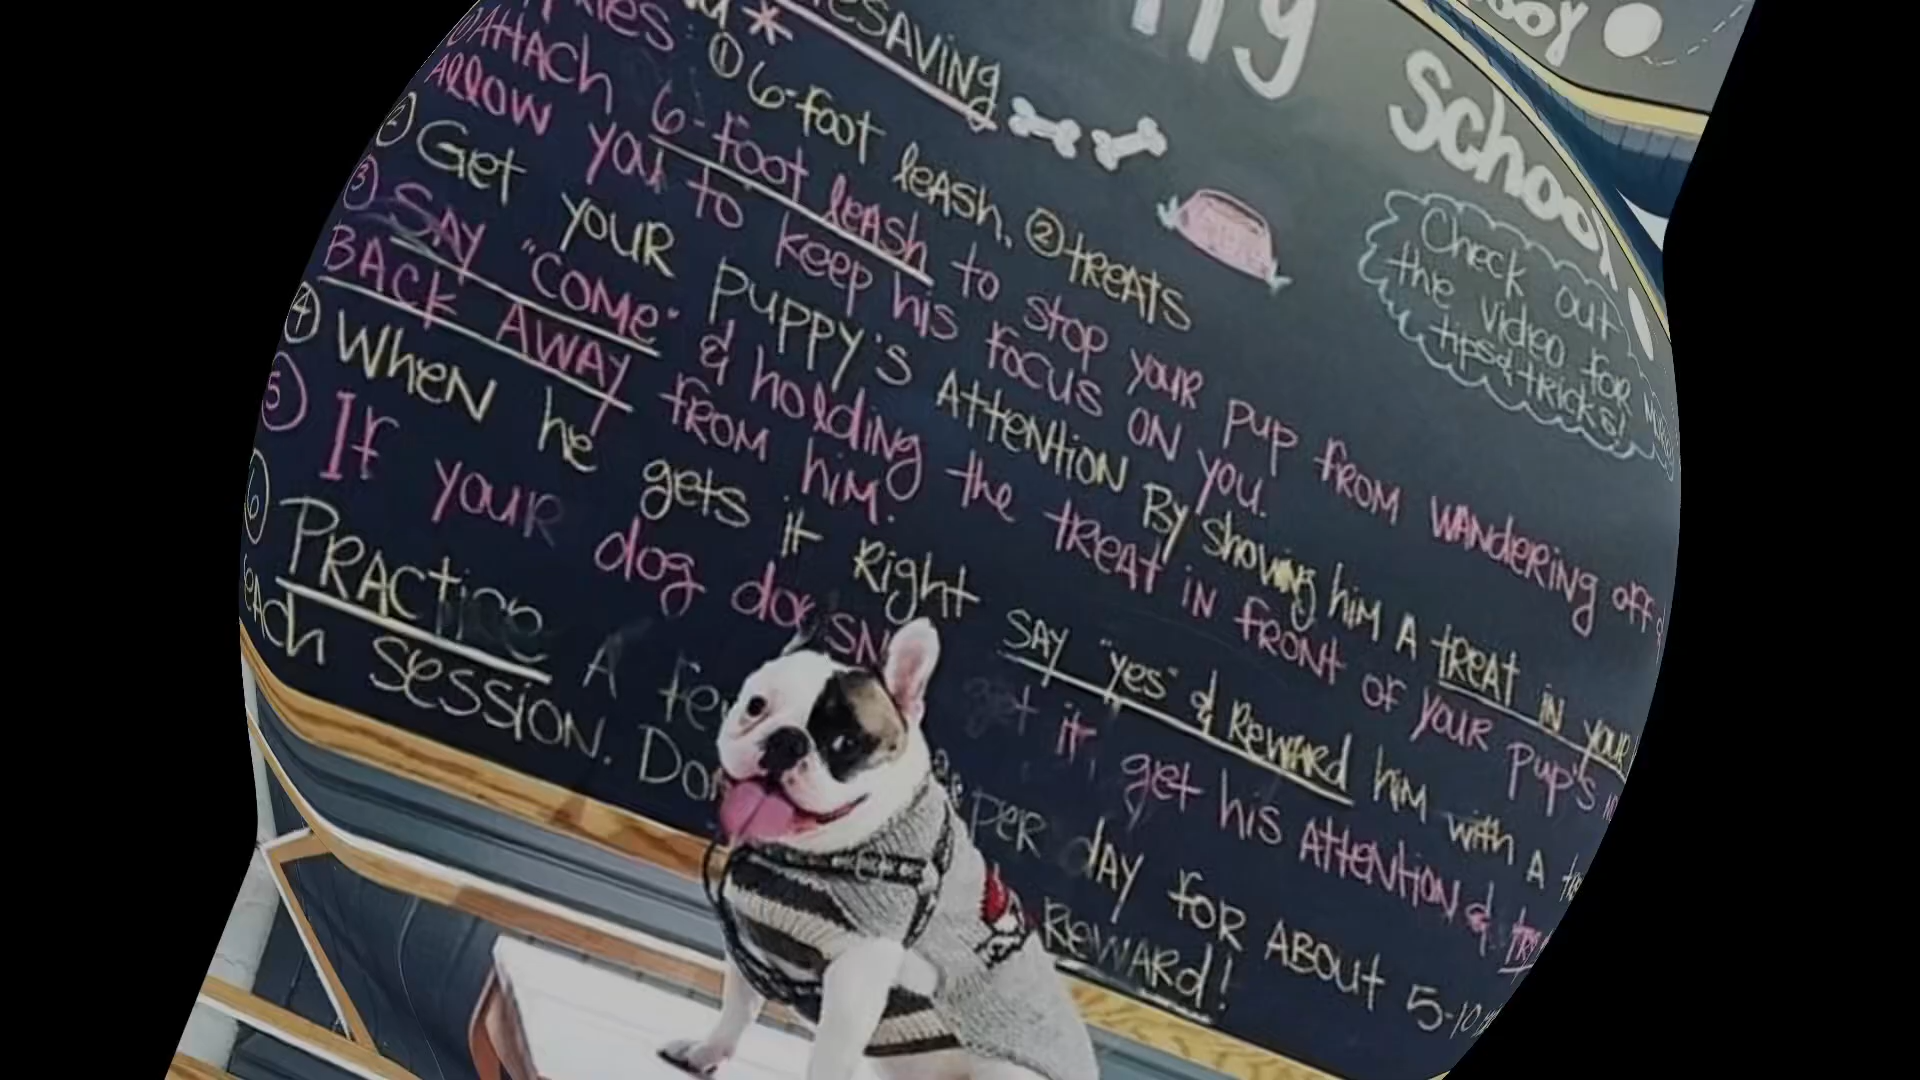 School
LifeSAVING
① 6-foot leash. ② treats
① Attach 6-foot leash to stop your pup from wandering off &
Allow you to keep his focus on you.
② Get your puppy's Attention By showing him A treat in your
③ SAY "COMe" & holding the treat in front of your pup's
BACK AWAY from him.
④ When he gets it Right SAY "yes" & Reward him with A
⑤ If your dog doesn't get it, get his Attention & try
⑥ Practice A few per day for About 5-10
each session. Don't Reward!
Check out
the video for
tips & tricks!